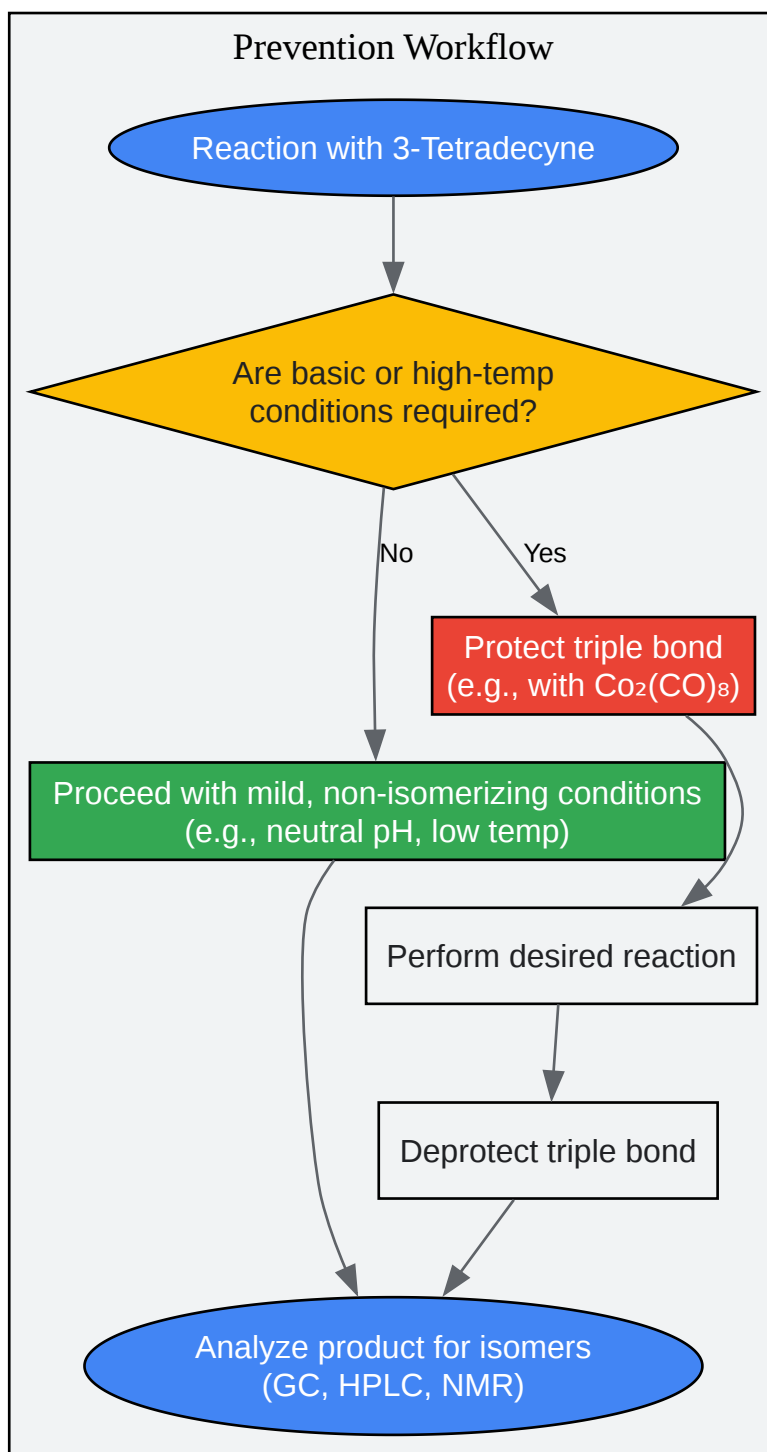 Prevention Workflow
Reaction with 3-Tetradecyne
Are basic or high-temp
conditions required?
No
Yes
Protect triple bond
(e.g., with Co₂(CO)₈)
Proceed with mild, non-isomerizing conditions
(e.g., neutral pH, low temp)
Perform desired reaction
Deprotect triple bond
Analyze product for isomers
(GC, HPLC, NMR)